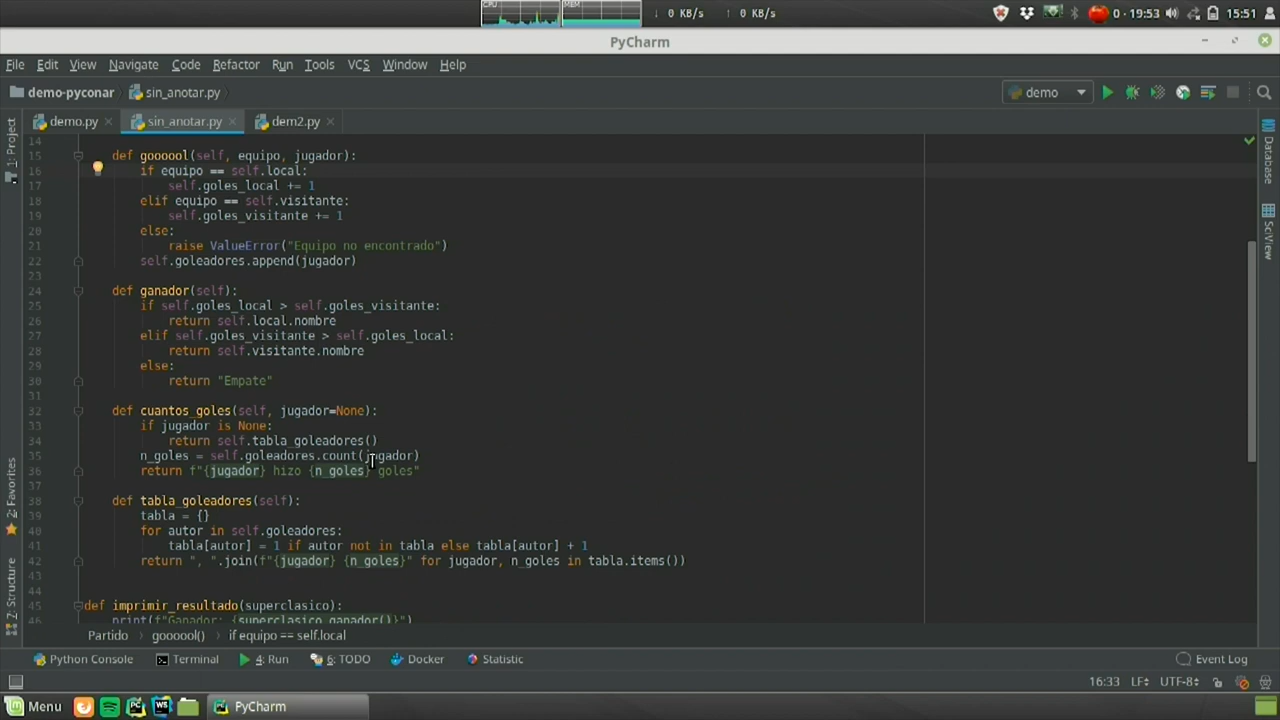 CPU MEM ↓ 0 KB/s ↑ 0 KB/s 0 · 19:53 15:51
PyCharm
File Edit View Navigate Code Refactor Run Tools VCS Window Help
demo-pyconar sin_anotar.py demo
demo.py sin_anotar.py dem2.py
1: Project
Database
SciView
2: Favorites
Z: Structure
14
15 def goooool(self, equipo, jugador):
16 if equipo == self.local:
17 self.goles_local += 1
18 elif equipo == self.visitante:
19 self.goles_visitante += 1
20 else:
21 raise ValueError("Equipo no encontrado")
22 self.goleadores.append(jugador)
23
24 def ganador(self):
25 if self.goles_local > self.goles_visitante:
26 return self.local.nombre
27 elif self.goles_visitante > self.goles_local:
28 return self.visitante.nombre
29 else:
30 return "Empate"
31
32 def cuantos_goles(self, jugador=None):
33 if jugador is None:
34 return self.tabla_goleadores()
35 n_goles = self.goleadores.count(jugador)
36 return f"{jugador} hizo {n_goles} goles"
37
38 def tabla_goleadores(self):
39 tabla = {}
40 for autor in self.goleadores:
41 tabla[autor] = 1 if autor not in tabla else tabla[autor] + 1
42 return ", ".join(f"{jugador} {n_goles}" for jugador, n_goles in tabla.items())
43
44
45 def imprimir_resultado(superclasico):
46 print(f"Ganador: {superclasico.ganador()}")
Partido goooool() if equipo == self.local
Python Console Terminal 4: Run 6: TODO Docker Statistic Event Log
16:33 LF UTF-8
Menu PC WS PyCharm